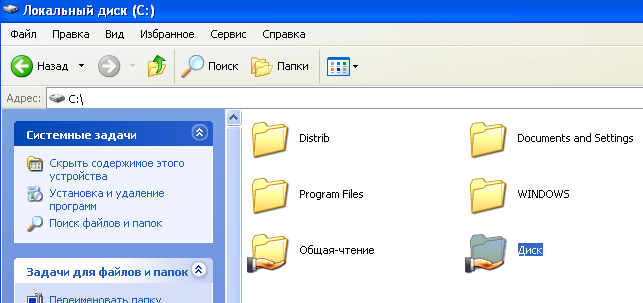 Локальный диск (C:)
Файл Правка Вид Избранное Сервис Справка
Назад Поиск Папки
Адрес: C:\
Системные задачи
Скрыть содержимое этого
устройства
Установка и удаление
программ
Поиск файлов и папок
Задачи для файлов и папок
Переименовать папку
Distrib
Documents and Settings
Program Files
WINDOWS
Общая-чтение
Диск